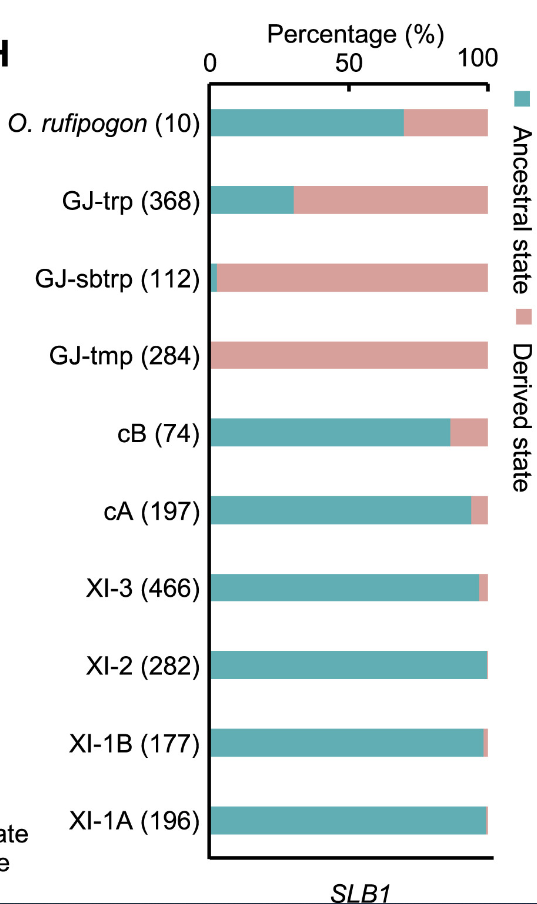 H
Percentage (%)
0 50 100
O. rufipogon (10)
GJ-trp (368)
GJ-sbtrp (112)
GJ-tmp (284)
cB (74)
cA (197)
XI-3 (466)
XI-2 (282)
XI-1B (177)
XI-1A (196)
Ancestral state
Derived state
ate
e
SLB1